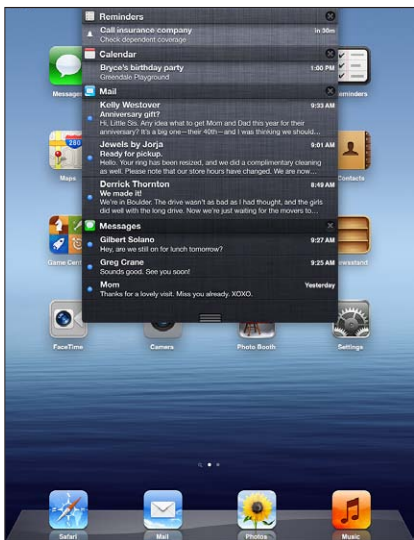 Reminders
Call insurance company
in 30m
Check dependent coverage
Calendar
Bryce's birthday party
1:00 PM
Greendale Playground
Mail
Kelly Westover
9:33 AM
Anniversary gift?
Hi, Little Sis. Any idea what to get Mom and Dad this year for their
anniversary? It's a big one—their 40th—and I was thinking we should…
Jewels by Jorja
9:01 AM
Ready for pickup.
Hello. Your ring has been resized, and we did a complimentary cleaning
as well. Please note that our store hours have changed. We are now…
Derrick Thornton
8:49 AM
We made it!
We're in Boulder. The drive wasn't as bad as I had thought, and the girls
did well with the long drive. Now we're just waiting for the movers to…
Messages
Gilbert Solano
9:27 AM
Hey, are we still on for lunch tomorrow?
Greg Crane
9:25 AM
Sounds good. See you soon!
Mom
Yesterday
Thanks for a lovely visit. Miss you already. XOXO.
Messages
eminders
Maps
280
Contacts
Game Cent
ewsstand
FaceTime
Camera
Photo Booth
Settings
Safari
Mail
Photos
Music